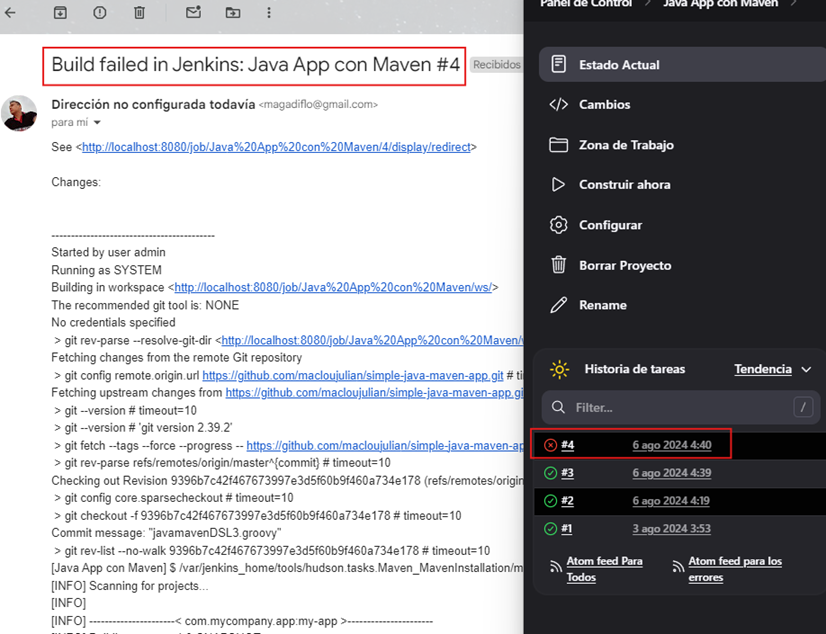 Build failed in Jenkins: Java App con Maven #4
Recibidos
Dirección no configurada todavía <magadiflo@gmail.com>
para mi
See <http://localhost:8080/job/Java%20App%20con%20Maven/4/display/redirect>
Changes:
------------------------------------------
Started by user admin
Running as SYSTEM
Building in workspace <http://localhost:8080/job/Java%20App%20con%20Maven/ws/>
The recommended git tool is: NONE
No credentials specified
> git rev-parse --resolve-git-dir <http://localhost:8080/job/Java%20App%20con%20Maven/
Fetching changes from the remote Git repository
> git config remote.origin.url https://github.com/macloujulian/simple-java-maven-app.git # ti
Fetching upstream changes from https://github.com/macloujulian/simple-java-maven-app.gi
> git --version # timeout=10
> git --version # 'git version 2.39.2'
> git fetch --tags --force --progress -- https://github.com/macloujulian/simple-java-maven-ap
> git rev-parse refs/remotes/origin/master^{commit} # timeout=10
Checking out Revision 9396b7c42f467673997e3d5f60b9f460a734e178 (refs/remotes/origin
> git config core.sparsecheckout # timeout=10
> git checkout -f 9396b7c42f467673997e3d5f60b9f460a734e178 # timeout=10
Commit message: "javamavenDSL3.groovy"
> git rev-list --no-walk 9396b7c42f467673997e3d5f60b9f460a734e178 # timeout=10
[Java App con Maven] $ /var/jenkins_home/tools/hudson.tasks.Maven_MavenInstallation/m
[INFO] Scanning for projects...
[INFO]
[INFO] ----------------------< com.mycompany.app:my-app >----------------------
Panel de Control > Java App con Maven >
Estado Actual
Cambios
Zona de Trabajo
Construir ahora
Configurar
Borrar Proyecto
Rename
Historia de tareas Tendencia
Filter... /
#4 6 ago 2024 4:40
#3 6 ago 2024 4:39
#2 6 ago 2024 4:19
#1 3 ago 2024 3:53
Atom feed Para Todos
Atom feed para los errores